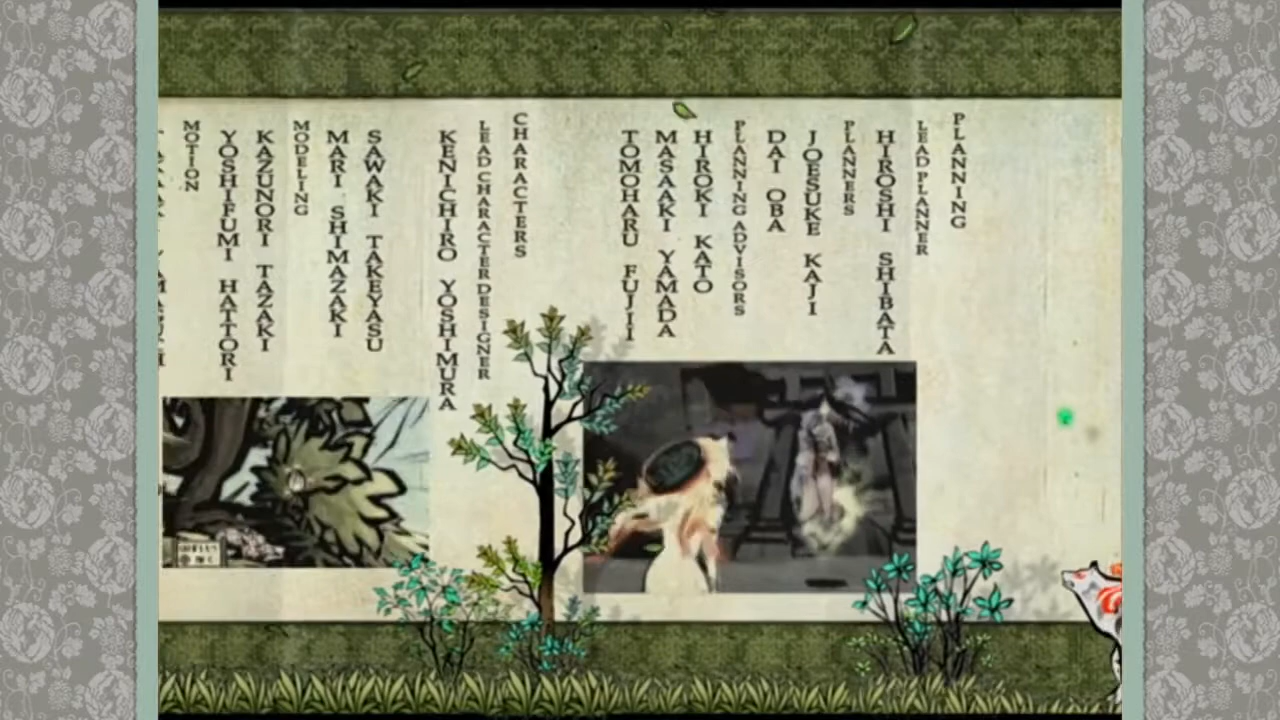 PLANNING
LEAD PLANNER
HIROSHI SHIBATA
PLANNERS
JOESUKE KAJI
DAI OBA
PLANNING ADVISORS
HIROKI KATO
MASAAKI YAMADA
TOMOHARU FUJII
CHARACTERS
LEAD CHARACTER DESIGNER
KENICHIRO YOSHIMURA
SAWAKI TAKEYASU
MARI SHIMAZAKI
MODELING
KAZUNORI TAZAKI
YOSHIFUMI HATTORI
MOTION